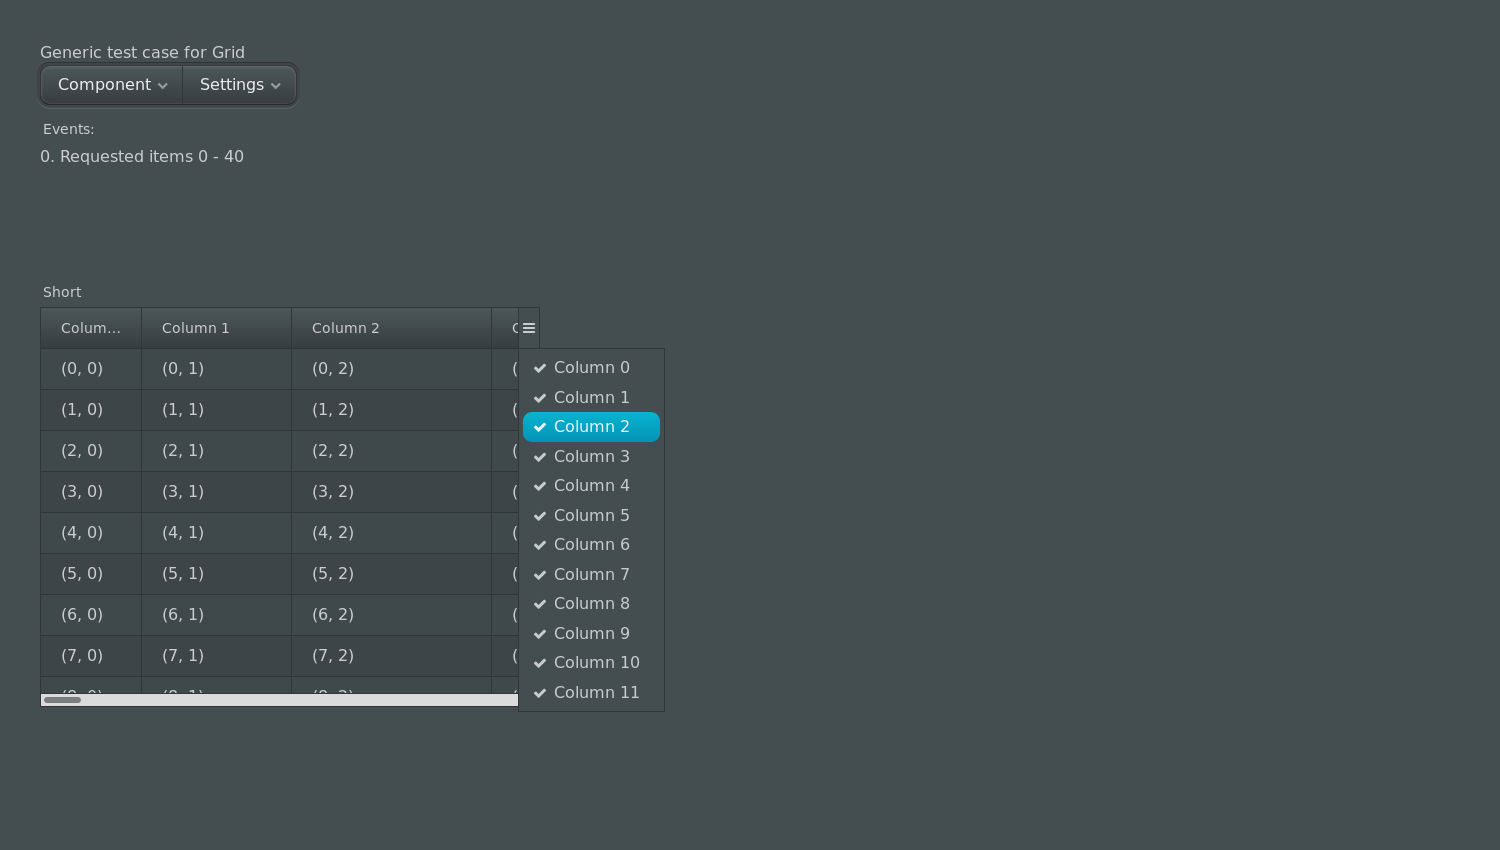 Generic test case for Grid
Component Settings
Events:
0. Requested items 0 - 40
Short
Colum... Column 1 Column 2
(0, 0) (0, 1) (0, 2) (
(1, 0) (1, 1) (1, 2) (
(2, 0) (2, 1) (2, 2) (
(3, 0) (3, 1) (3, 2) (
(4, 0) (4, 1) (4, 2) (
(5, 0) (5, 1) (5, 2) (
(6, 0) (6, 1) (6, 2) (
(7, 0) (7, 1) (7, 2) (
Column 0
Column 1
Column 2
Column 3
Column 4
Column 5
Column 6
Column 7
Column 8
Column 9
Column 10
Column 11